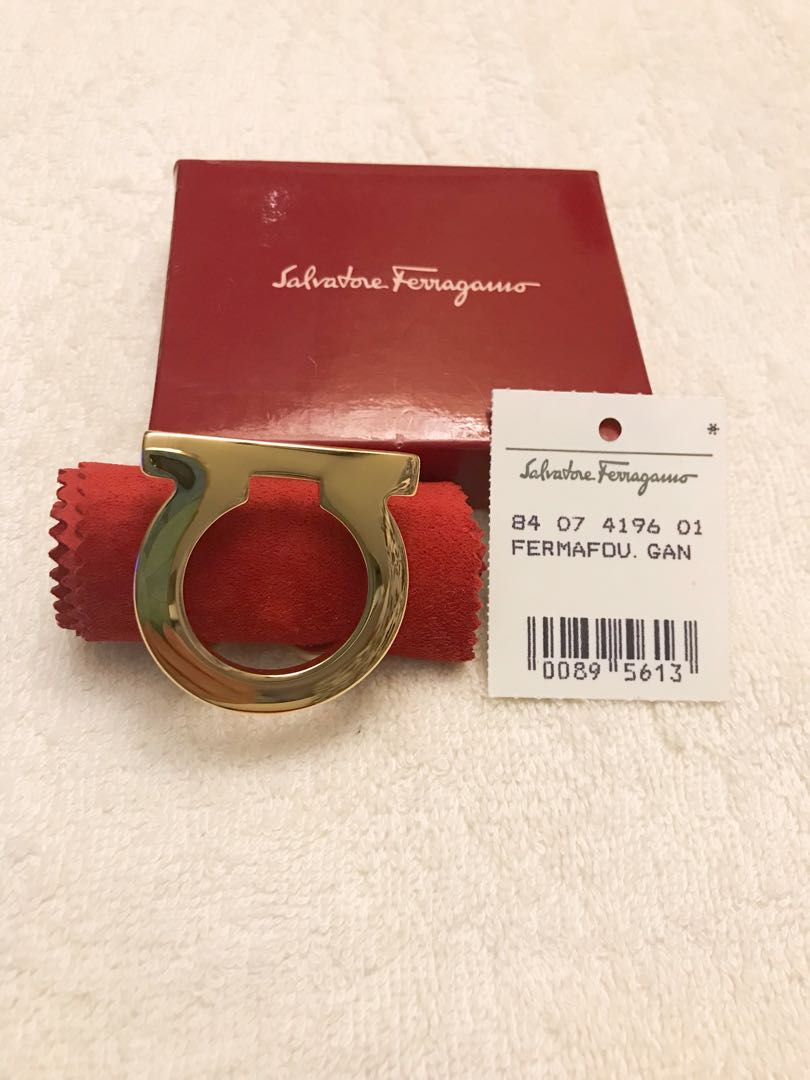 Salvatore Ferragamo
*
Salvatore Ferragamo
84 07 4196 01
FERMAFOU. GAN
0089 5613